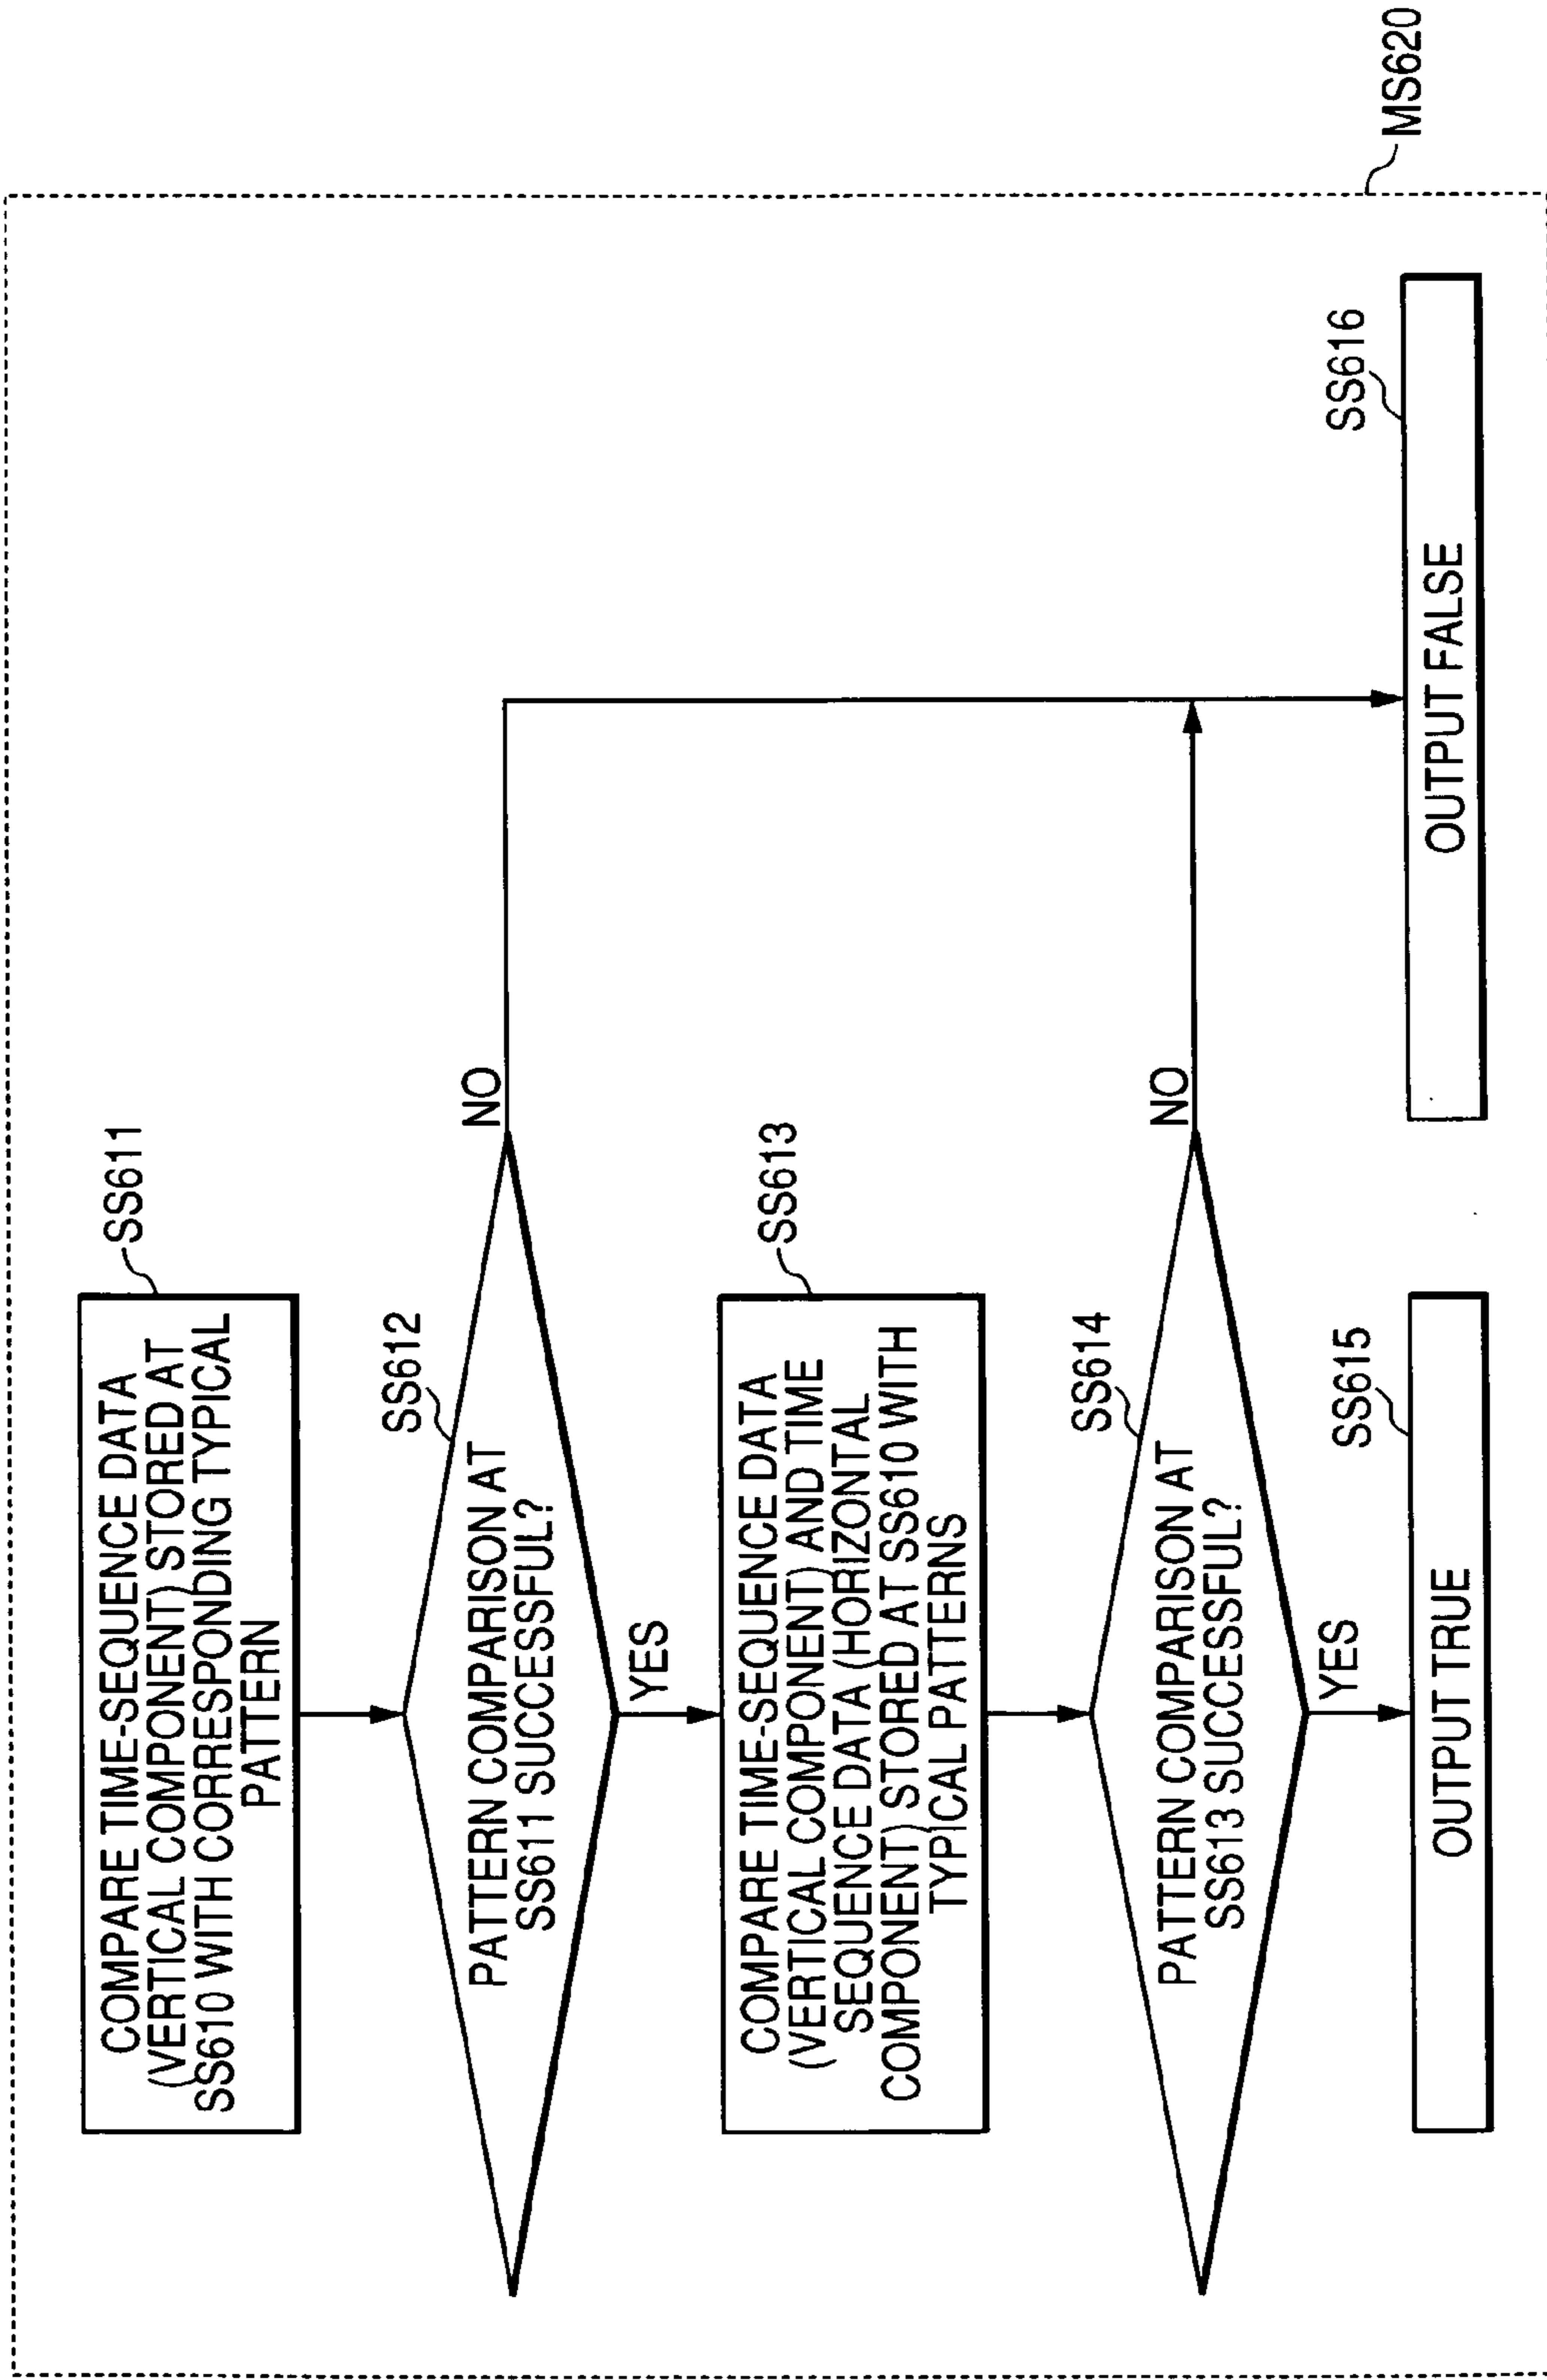 SS611
COMPARE TIME-SEQUENCE DATA
(VERTICAL COMPONENT) STORED AT
SS610 WITH CORRESPONDING TYPICAL
PATTERN
SS612
PATTERN COMPARISON AT
SS611 SUCCESSFUL?
NO
YES
SS613
COMPARE TIME-SEQUENCE DATA
(VERTICAL COMPONENT) AND TIME
SEQUENCE DATA (HORIZONTAL
COMPONENT) STORED AT SS610 WITH
TYPICAL PATTERNS
SS614
PATTERN COMPARISON AT
SS613 SUCCESSFUL?
NO
YES
SS615
OUTPUT TRUE
SS616
OUTPUT FALSE
MS620